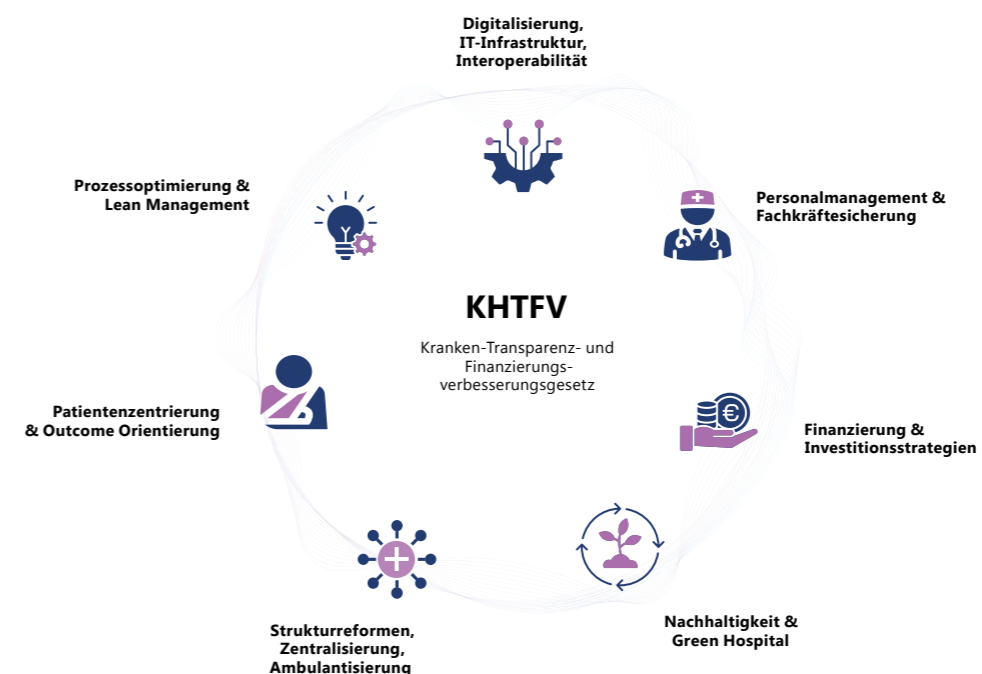 Digitalisierung,
IT-Infrastruktur,
Interoperabilität
Prozessoptimierung &
Lean Management
Personalmanagement &
Fachkräftesicherung
KHTFV
Kranken-Transparenz- und
Finanzierungs-
verbesserungsgesetz
Patientenzentrierung
& Outcome Orientierung
€
Finanzierung &
Investitionsstrategien
Nachhaltigkeit &
Green Hospital
Strukturreformen,
Zentralisierung,
Ambulantisierung